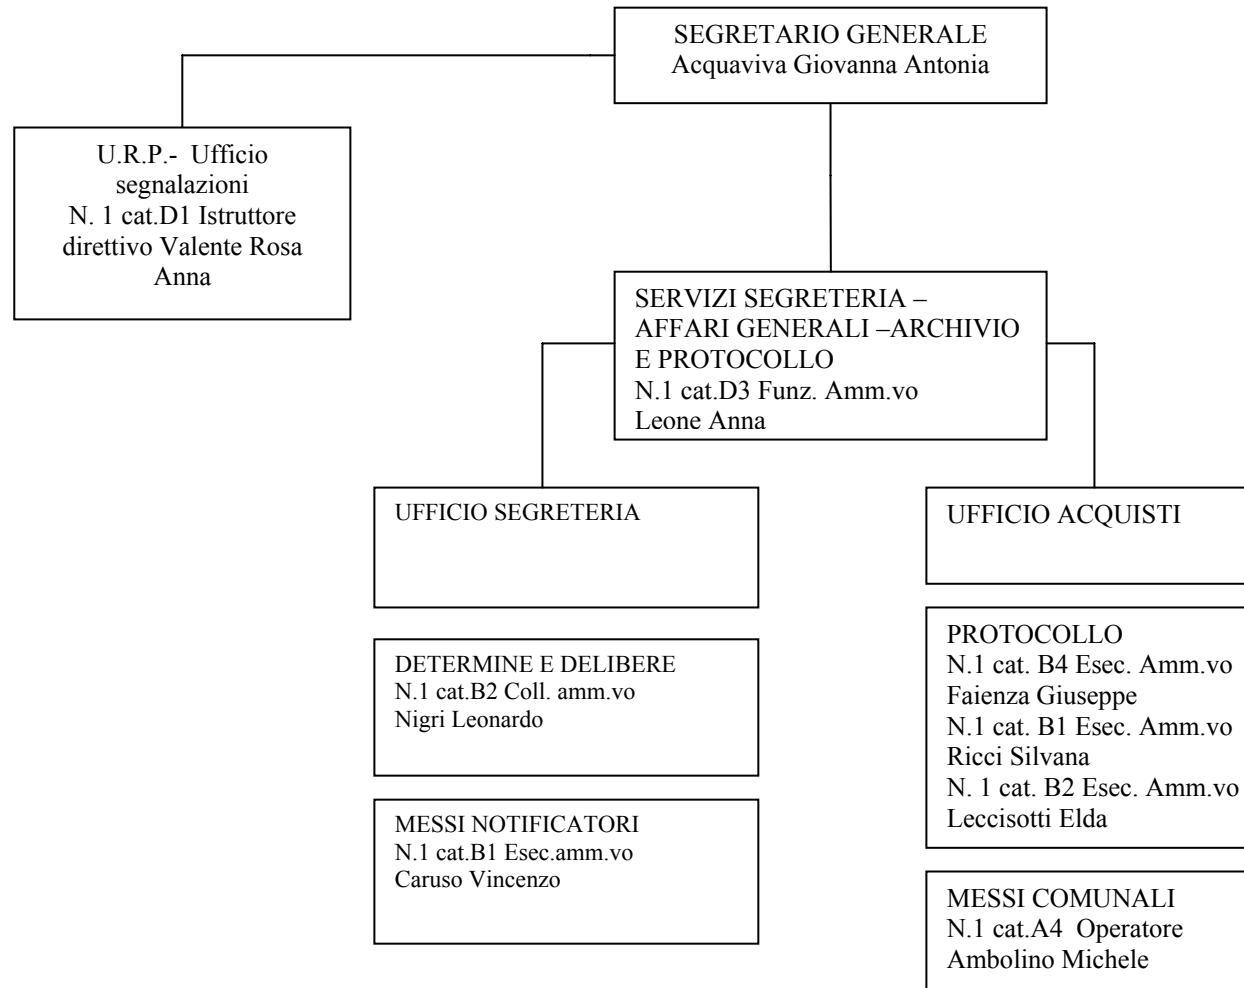 SEGRETARIO GENERALE
Acquaviva Giovanna Antonia
U.R.P.- Ufficio
segnalazioni
N. 1 cat.D1 Istruttore
direttivo Valente Rosa
Anna
SERVIZI SEGRETERIA –
AFFARI GENERALI –ARCHIVIO
E PROTOCOLLO
N.1 cat.D3 Funz. Amm.vo
Leone Anna
UFFICIO SEGRETERIA
DETERMINE E DELIBERE
N.1 cat.B2 Coll. amm.vo
Nigri Leonardo
MESSI NOTIFICATORI
N.1 cat.B1 Esec.amm.vo
Caruso Vincenzo
UFFICIO ACQUISTI
PROTOCOLLO
N.1 cat. B4 Esec. Amm.vo
Faienza Giuseppe
N.1 cat. B1 Esec. Amm.vo
Ricci Silvana
N. 1 cat. B2 Esec. Amm.vo
Leccisotti Elda
MESSI COMUNALI
N.1 cat.A4 Operatore
Ambolino Michele